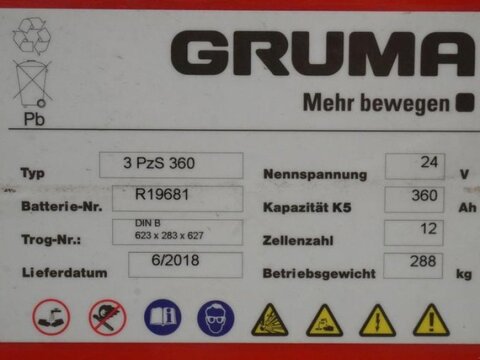 GRUMA
Mehr bewegen
Pb
Typ 3 PzS 360
Nennspannung 24 V
Batterie-Nr. R19681
Kapazität K5 360 Ah
Trog-Nr.: DIN B
623 x 283 x 627
Zellenzahl 12
Lieferdatum 6/2018
Betriebsgewicht 288 kg